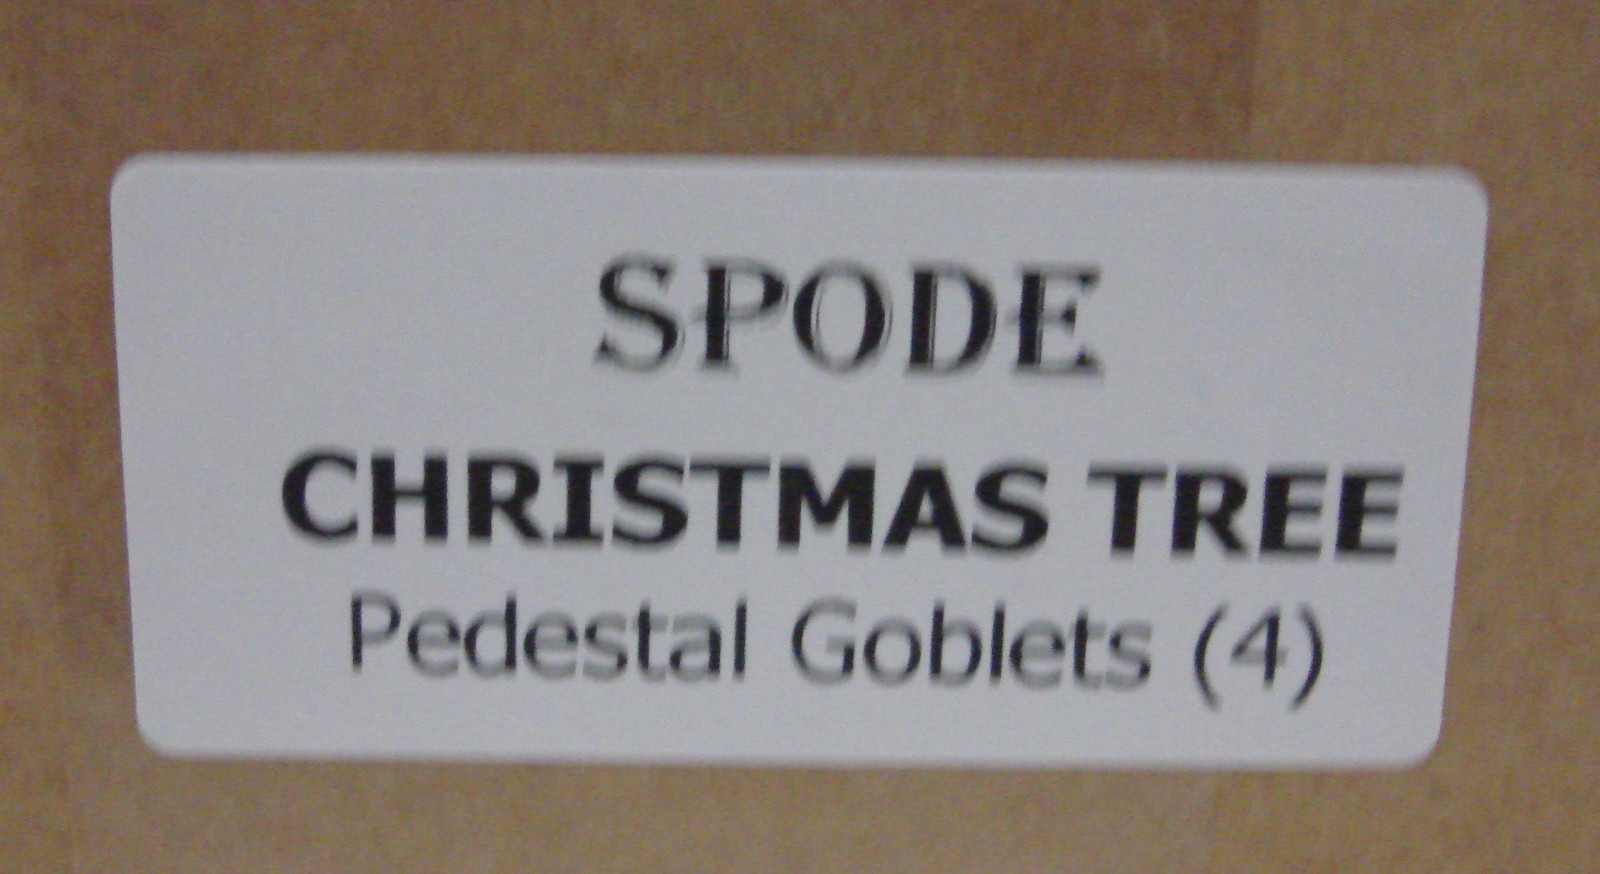 SPODE
CHRISTMAS TREE
Pedestal Goblets (4)